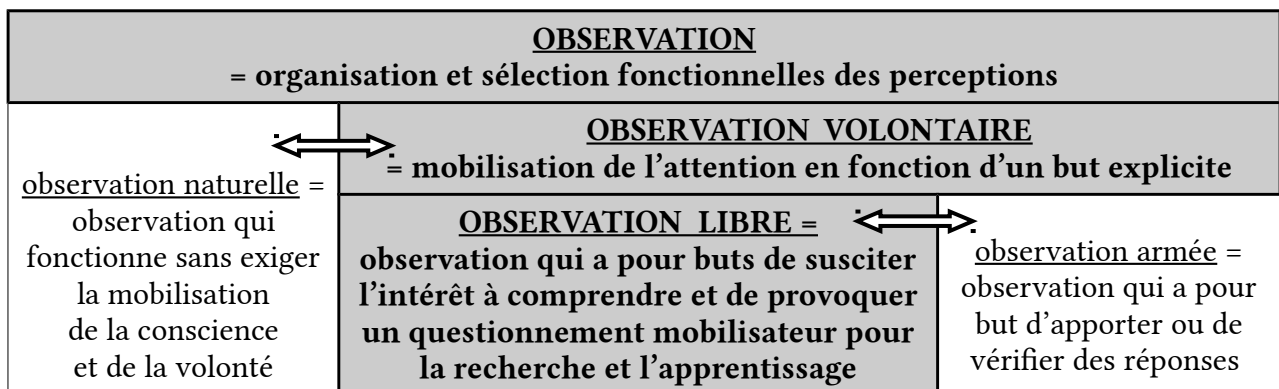 OBSERVATION
= organisation et sélection fonctionnelles des perceptions
OBSERVATION VOLONTAIRE
= mobilisation de l’attention en fonction d’un but explicite
observation naturelle =
observation qui
fonctionne sans exiger
la mobilisation
de la conscience
et de la volonté
OBSERVATION LIBRE =
observation qui a pour buts de susciter
l’intérêt à comprendre et de provoquer
un questionnement mobilisateur pour
la recherche et l’apprentissage
observation armée =
observation qui a pour
but d’apporter ou de
vérifier des réponses